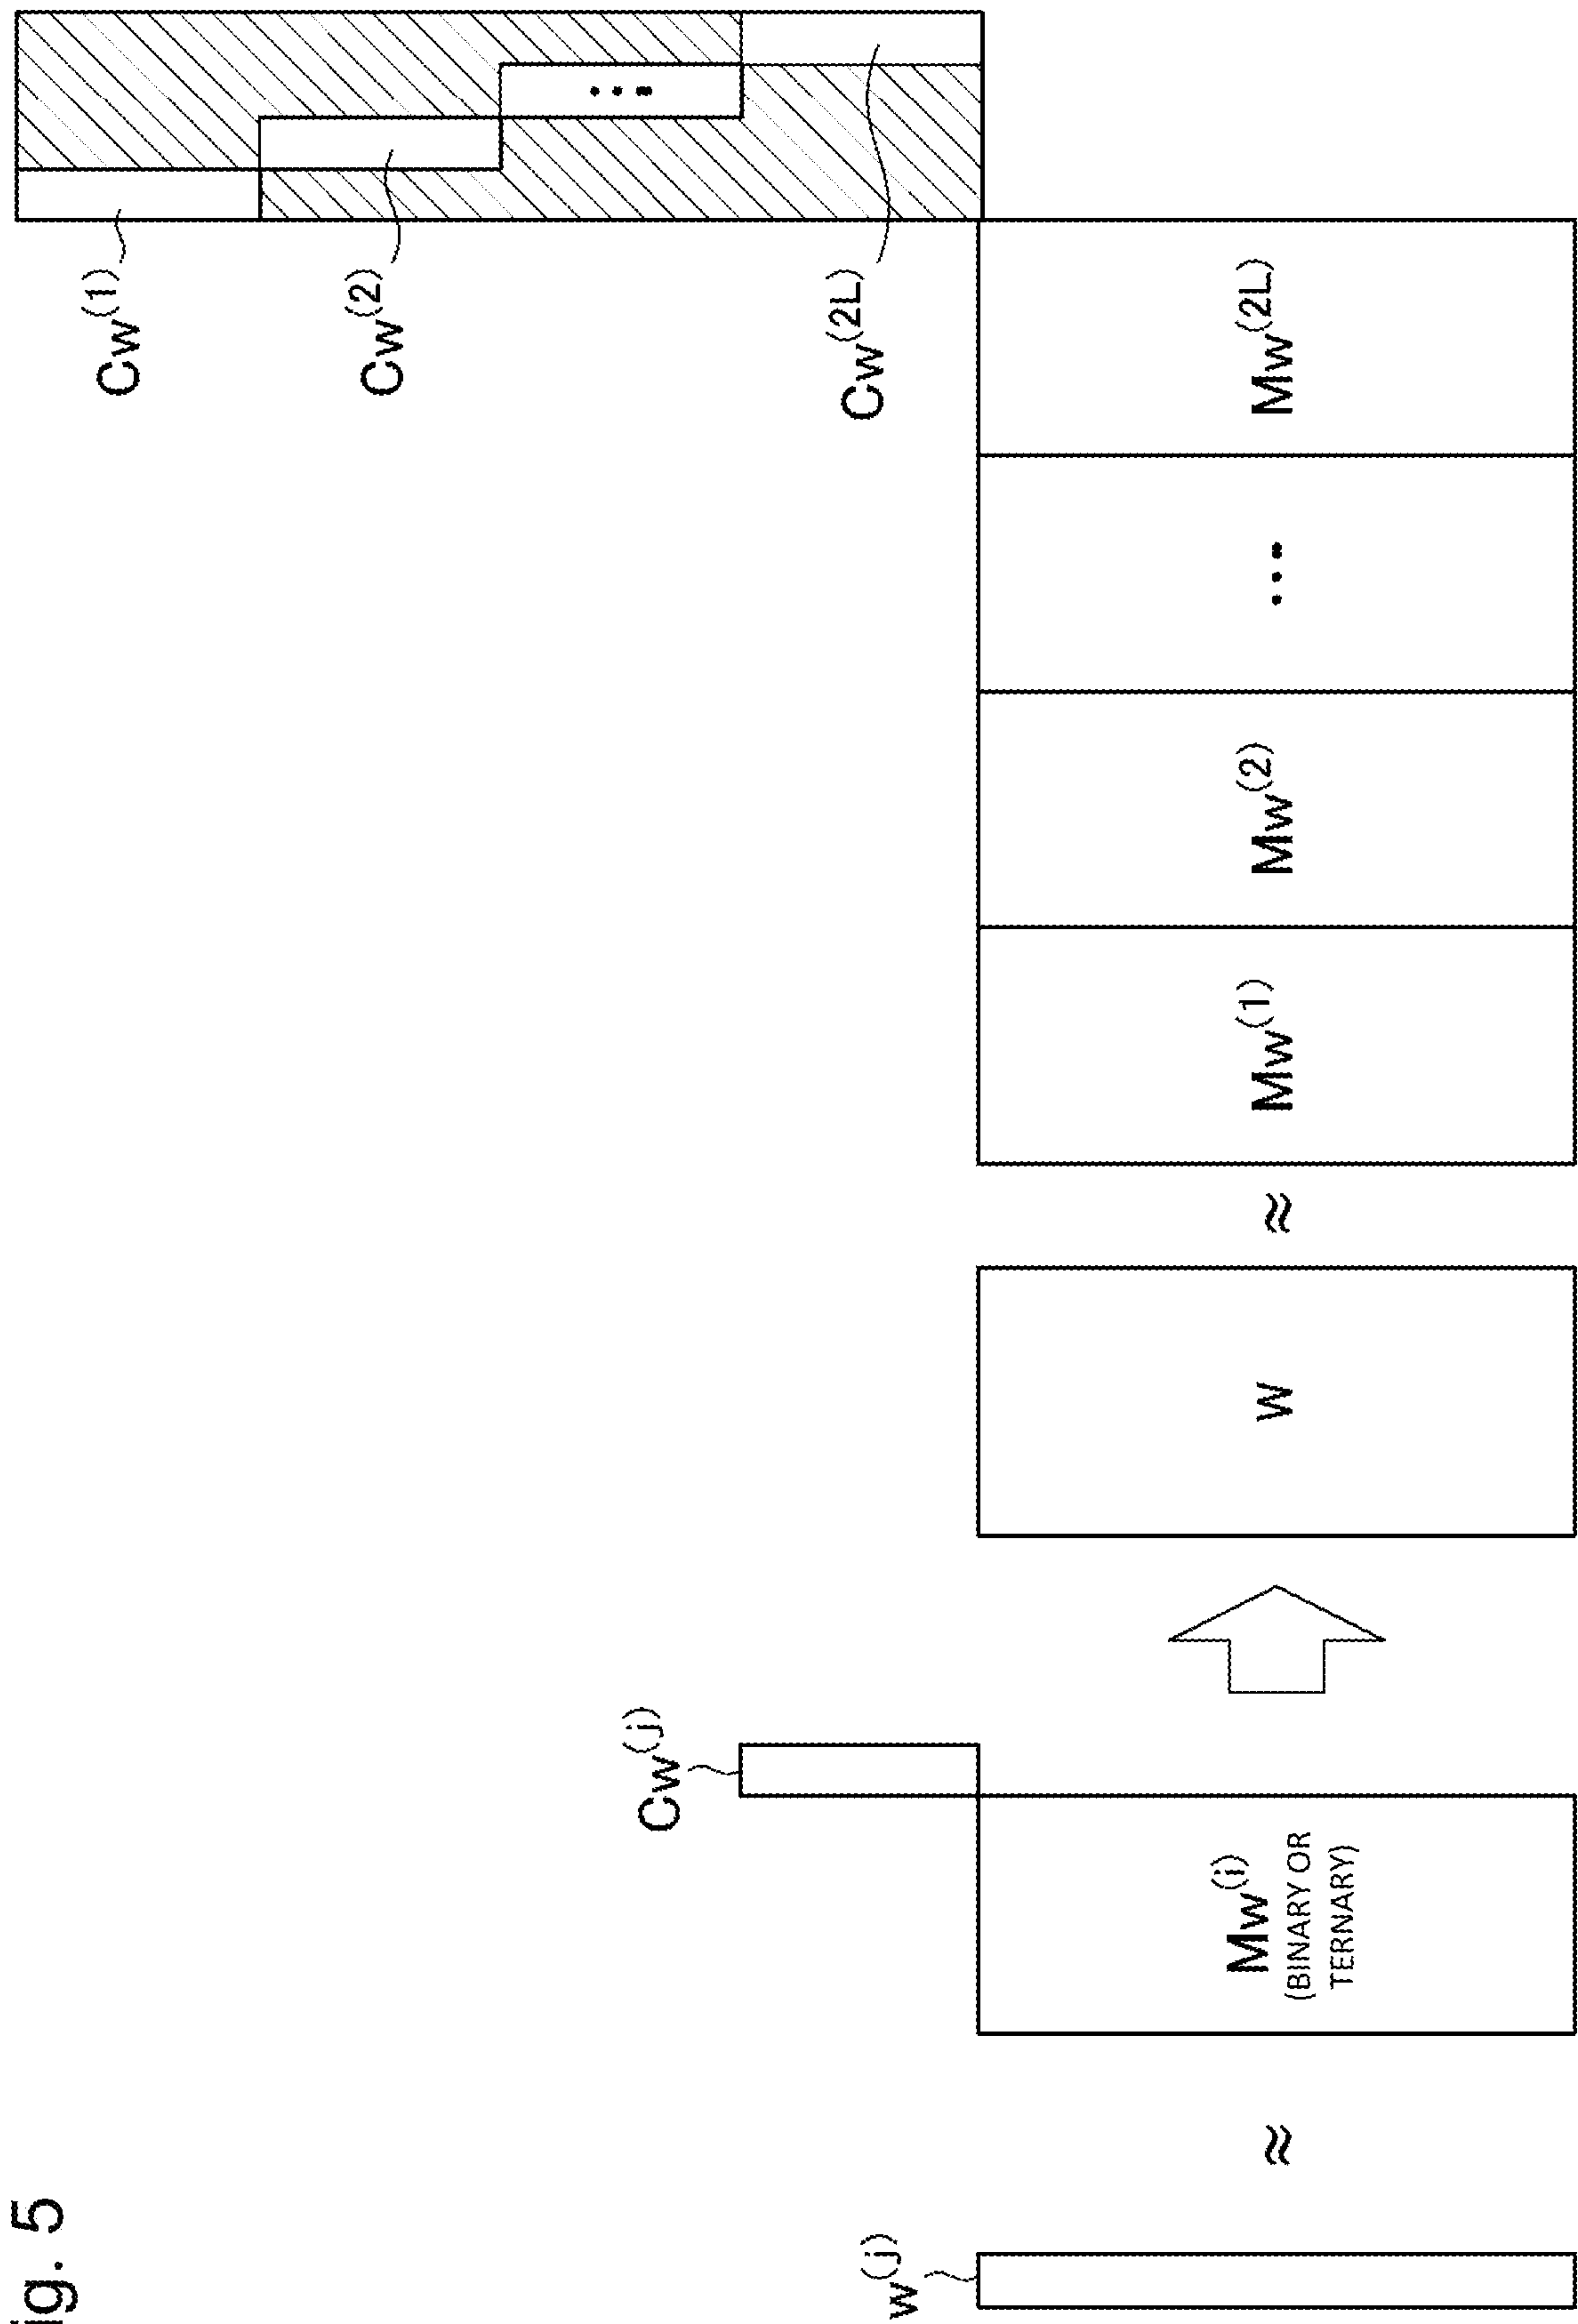 ig. 5
Cw(1)
Cw(2)
...
Cw(j)
Cw(2L)
w(j)
≈
Mw(i)
(BINARY OR
TERNARY)
W
≈
Mw(1)
Mw(2)
...
Mw(2L)